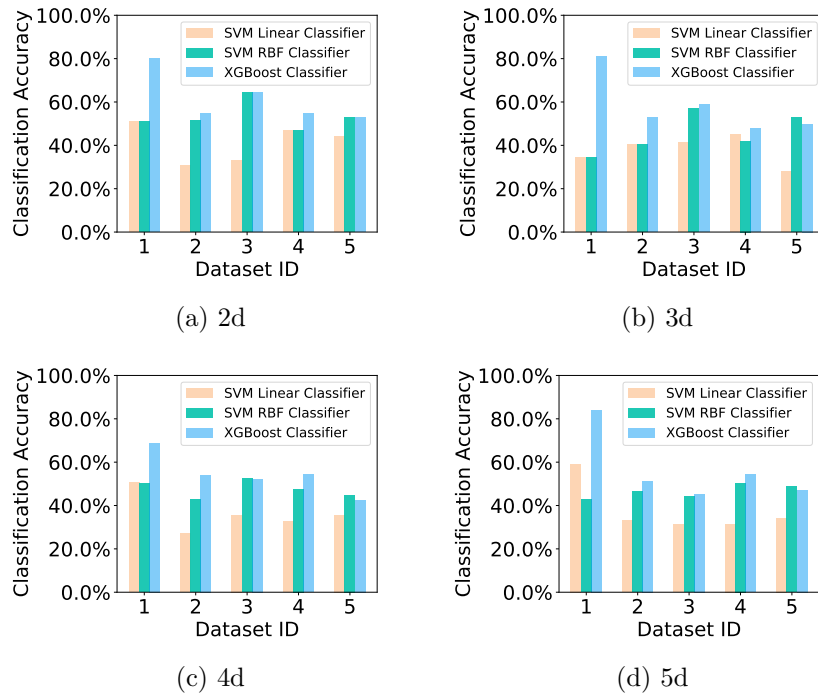 100.0%
80.0%
60.0%
40.0%
20.0%
0.0%
Classification Accuracy
SVM Linear Classifier
SVM RBF Classifier
XGBoost Classifier
1 2 3 4 5
Dataset ID
(a) 2d
100.0%
80.0%
60.0%
40.0%
20.0%
0.0%
Classification Accuracy
SVM Linear Classifier
SVM RBF Classifier
XGBoost Classifier
1 2 3 4 5
Dataset ID
(b) 3d
100.0%
80.0%
60.0%
40.0%
20.0%
0.0%
Classification Accuracy
SVM Linear Classifier
SVM RBF Classifier
XGBoost Classifier
1 2 3 4 5
Dataset ID
(c) 4d
100.0%
80.0%
60.0%
40.0%
20.0%
0.0%
Classification Accuracy
SVM Linear Classifier
SVM RBF Classifier
XGBoost Classifier
1 2 3 4 5
Dataset ID
(d) 5d